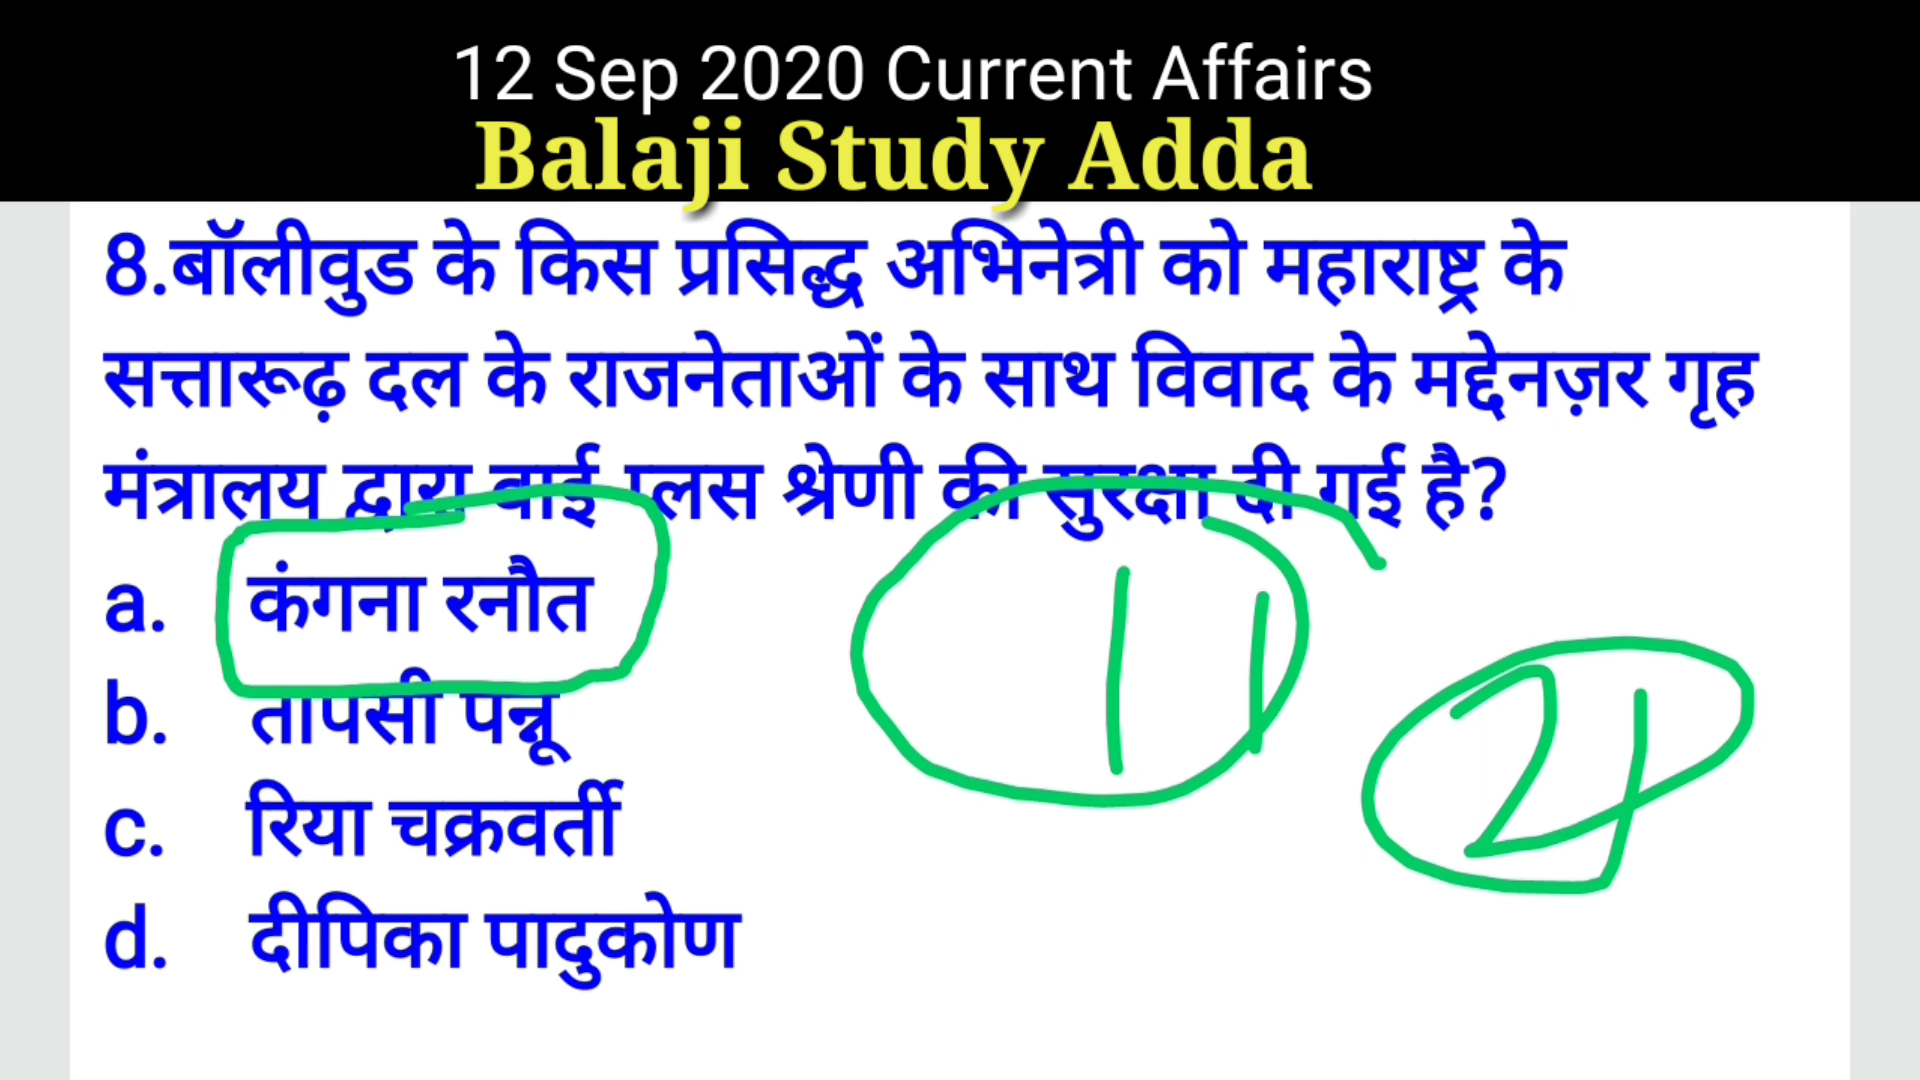 12 Sep 2020 Current Affairs
Balaji Study Adda
8.बॉलीवुड के किस प्रसिद्ध अभिनेत्री को महाराष्ट्र के
सत्तारूढ़ दल के राजनेताओं के साथ विवाद के मद्देनज़र गृह
मंत्रालय द्वारा वाई प्लस श्रेणी की सुरक्षा दी गई है?
a. कंगना रनौत
b. तापसी पन्नू
c. रिया चक्रवर्ती
d. दीपिका पादुकोण
11